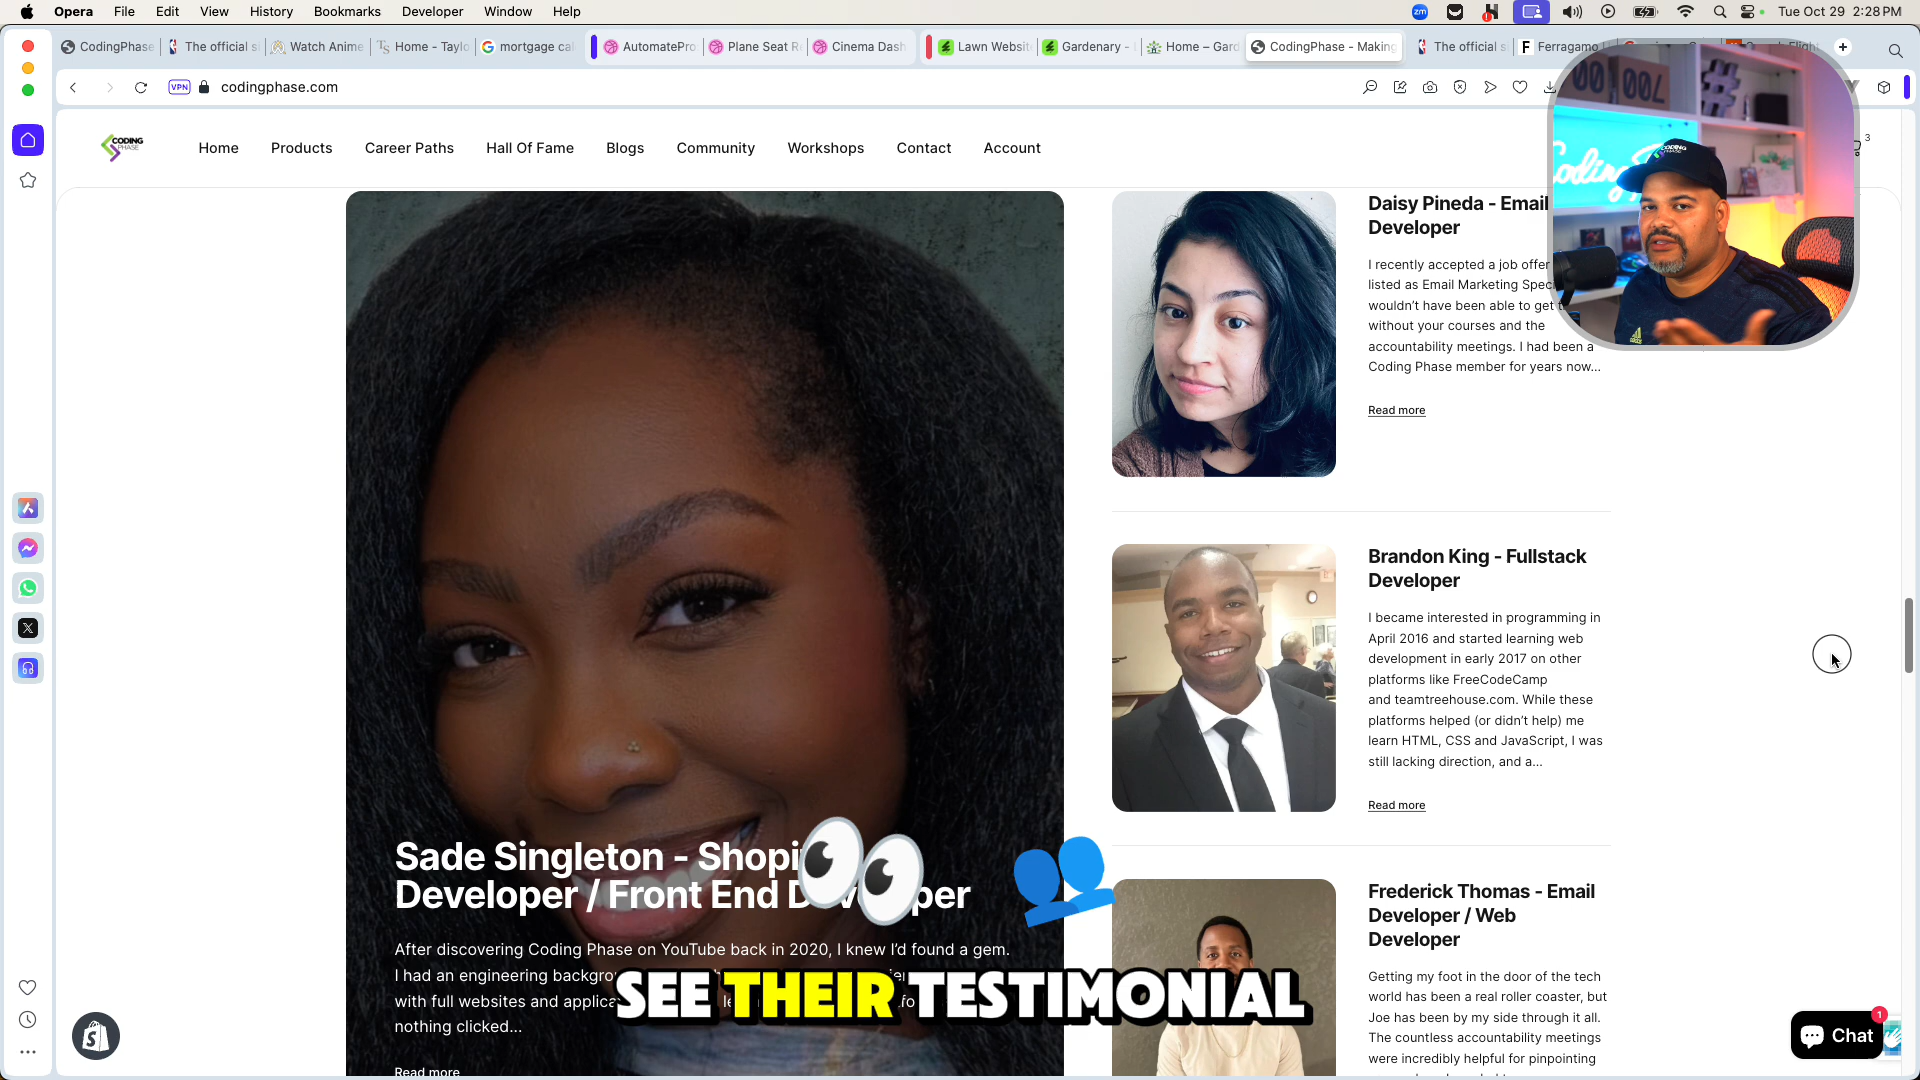 Opera File Edit View History Bookmarks Developer Window Help
zm
Tue Oct 29 2:28 PM
CodingPhase
The official s
Watch Anime
Home - Taylo
mortgage cal
AutomatePro
Plane Seat R
Cinema Dash
Lawn Websit
Gardenary -
Home – Gard
CodingPhase - Making
The official s
Ferragamo
VPN codingphase.com
CODING PHASE
Home Products Career Paths Hall Of Fame Blogs Community Workshops Contact Account
3
Daisy Pineda - Email
Developer
I recently accepted a job offer
listed as Email Marketing
wouldn't have been able to get
without your courses and the
accountability meetings. I had been a
Coding Phase member for years now...
Read more
Brandon King - Fullstack
Developer
I became interested in programming in
April 2016 and started learning web
development in early 2017 on other
platforms like FreeCodeCamp
and teamtreehouse.com. While these
platforms helped (or didn't help) me
learn HTML, CSS and JavaScript, I was
still lacking direction, and a...
Read more
Frederick Thomas - Email
Developer / Web
Developer
Getting my foot in the door of the tech
world has been a real roller coaster, but
Joe has been by my side through it all.
The countless accountability meetings
were incredibly helpful for pinpointing
Sade Singleton -
Developer / Front End
After discovering Coding Phase on YouTube back in 2020, I knew I'd found a gem.
I had an engineering
with full websites and
nothing clicked...
Read more
SEE THEIR TESTIMONIAL
Chat
1